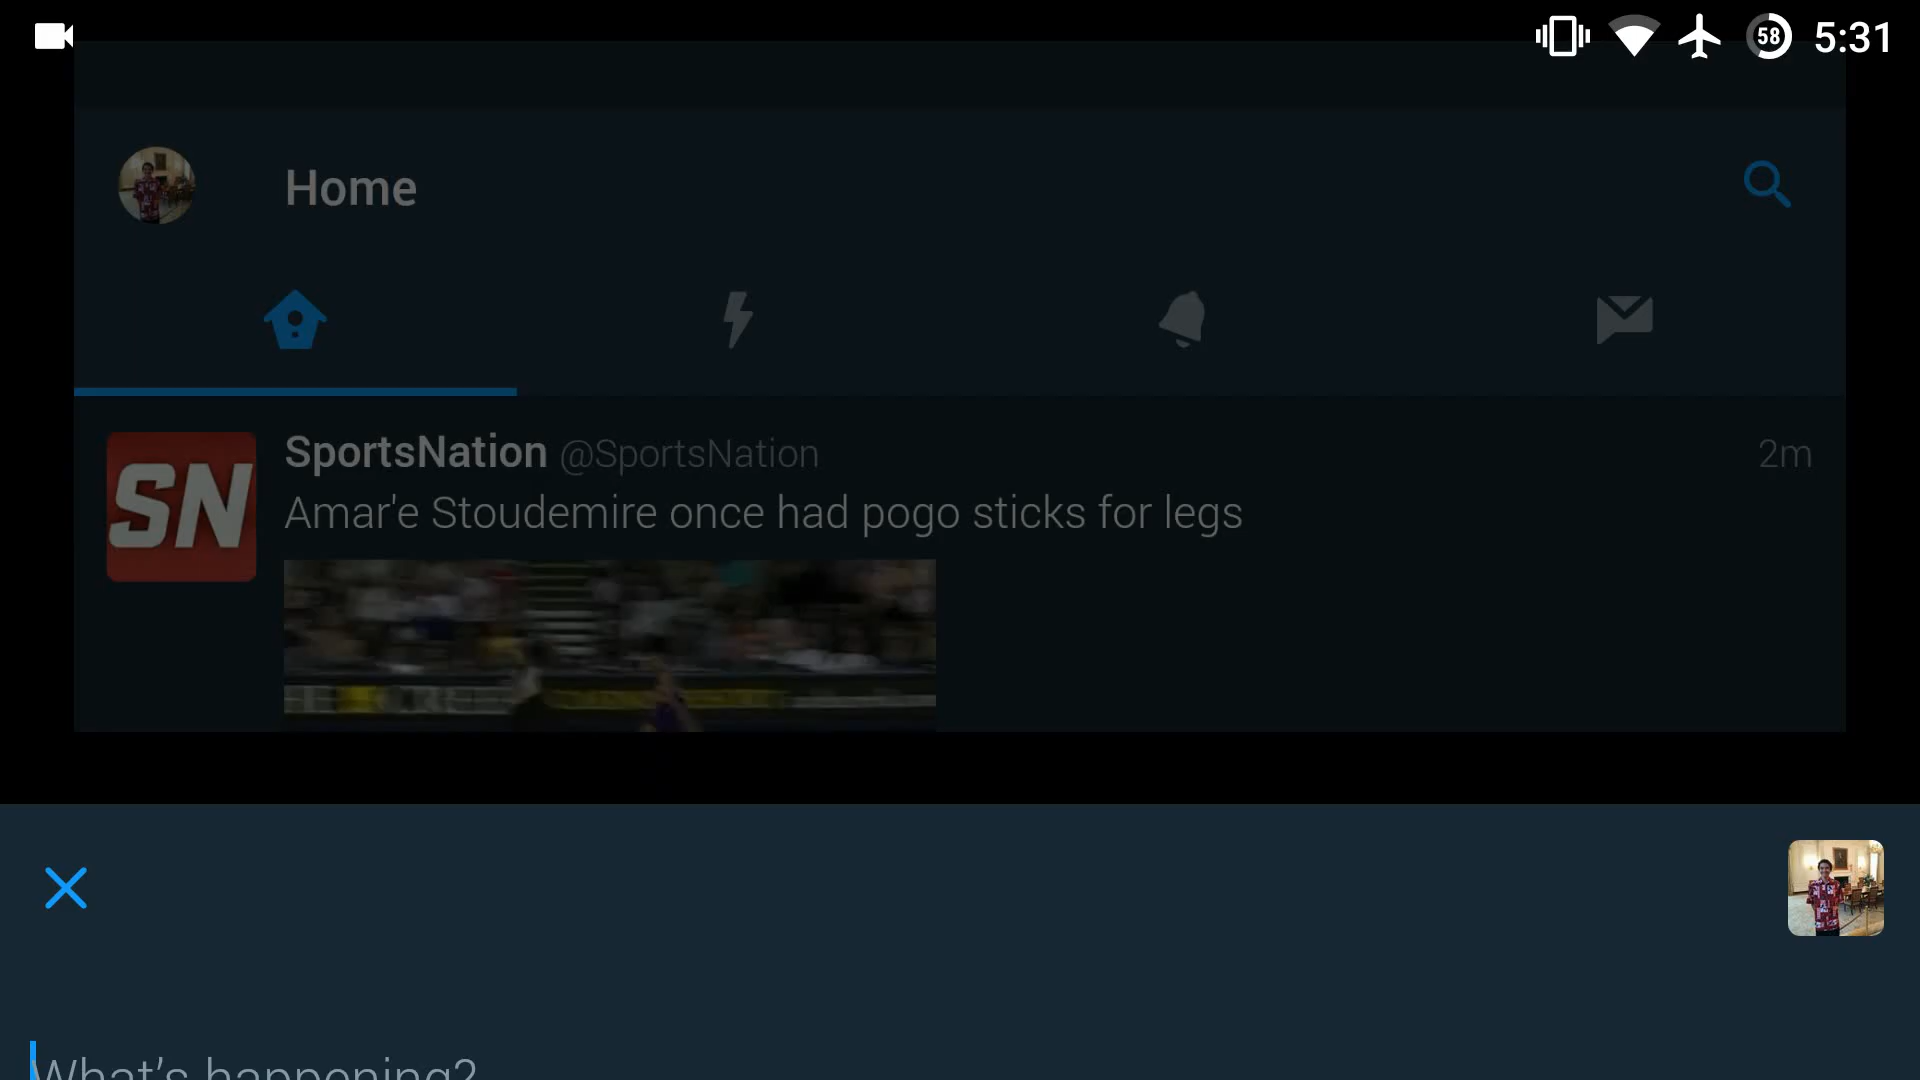 58 5:31
Home
SportsNation @SportsNation 2m
SN
Amar'e Stoudemire once had pogo sticks for legs
What's happening?